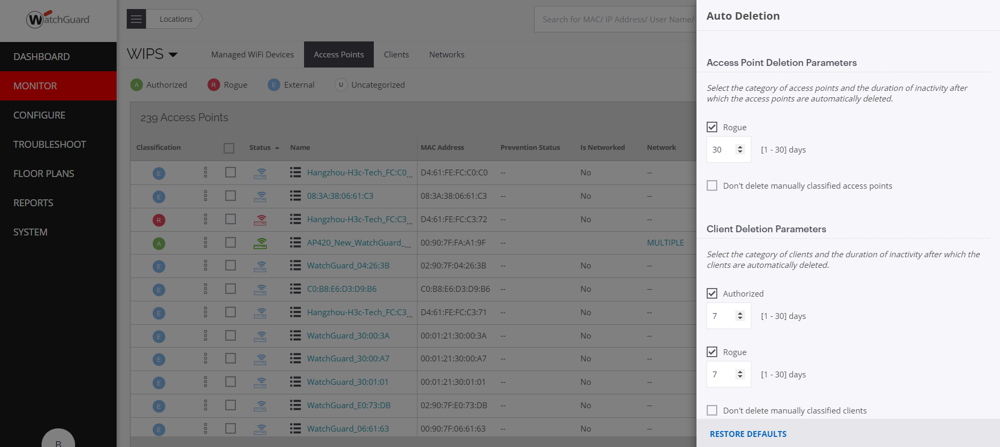 WatchGuard
Locations
Search for MAC/ IP Address/ User Name/
DASHBOARD
MONITOR
CONFIGURE
TROUBLESHOOT
FLOOR PLANS
REPORTS
SYSTEM
B
WIPS
Managed WiFi Devices
Access Points
Clients
Networks
A Authorized
R Rogue
E External
U Uncategorized
239 Access Points
Classification Status Name MAC Address Prevention Status Is Networked Network
E Hangzhou-H3c-Tech_FC:C0... D4:61:FE:FC:C0:C0 -- No --
E 08:3A:38:06:61:C3 08:3A:38:06:61:C3 -- No --
R Hangzhou-H3c-Tech_FC:C3... D4:61:FE:FC:C3:72 -- No --
A AP420_New_WatchGuard_... 00:90:7F:FA:A1:9F -- MULTIPLE
E WatchGuard_04:26:3B 02:90:7F:04:26:3B -- No --
E C0:B8:E6:D3:D9:B6 C0:B8:E6:D3:D9:B6 -- No --
E Hangzhou-H3c-Tech_FC:C3... D4:61:FE:FC:C3:71 -- No --
E WatchGuard_30:00:3A 00:01:21:30:00:3A -- No --
E WatchGuard_30:00:A7 00:01:21:30:00:A7 -- No --
E WatchGuard_30:01:01 00:01:21:30:01:01 -- No --
E WatchGuard_E0:73:DB 02:90:7F:E0:73:DB -- No --
E WatchGuard_06:61:63 00:90:7F:06:61:63 -- No --
Auto Deletion
Access Point Deletion Parameters
Select the category of access points and the duration of inactivity after
which the access points are automatically deleted.
Rogue
30 [1 - 30] days
Don't delete manually classified access points
Client Deletion Parameters
Select the category of clients and the duration of inactivity after which the
clients are automatically deleted.
Authorized
7 [1 - 30] days
Rogue
7 [1 - 30] days
Don't delete manually classified clients
RESTORE DEFAULTS